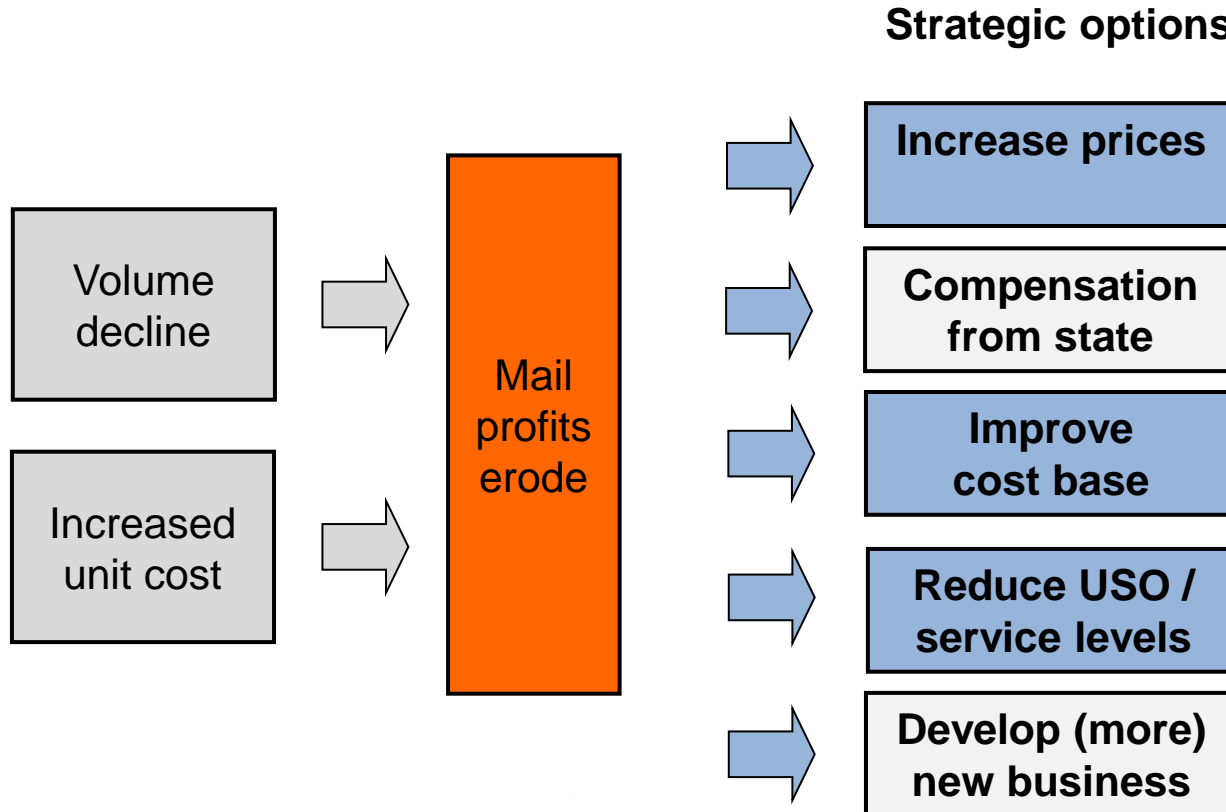 Strategic options
Volume
decline
Increased
unit cost
Mail
profits
erode
Increase prices
Compensation
from state
Improve
cost base
Reduce USO /
service levels
Develop (more)
new business